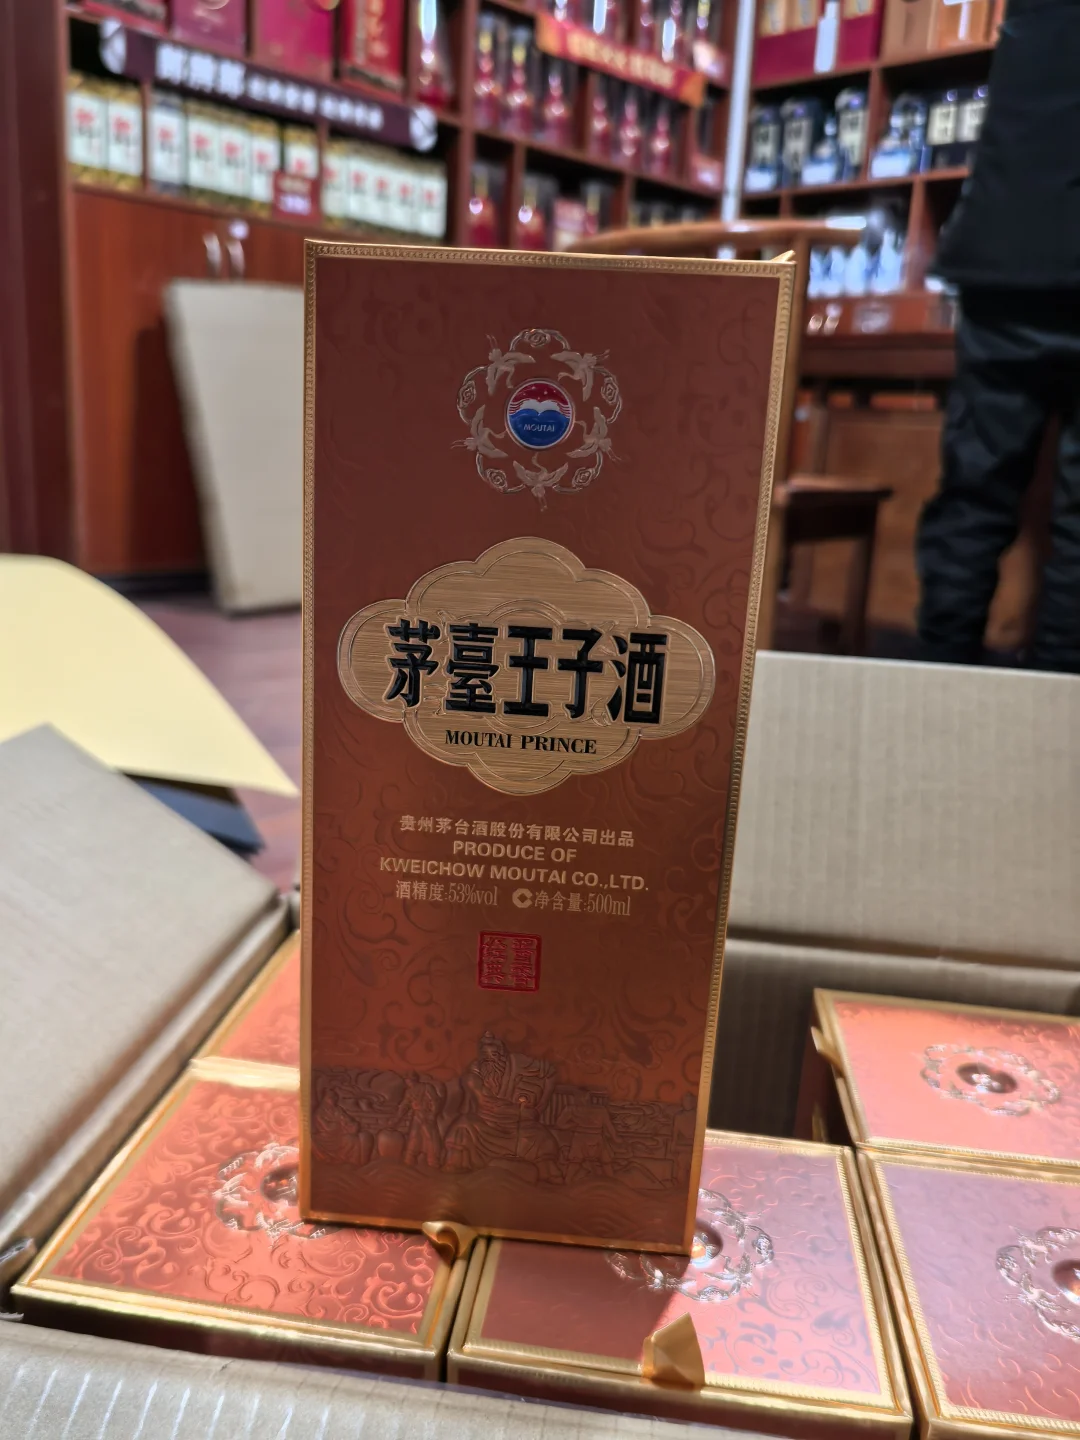 MOUTAI
茅臺王子酒
MOUTAI PRINCE
贵州茅台酒股份有限公司出品
PRODUCE OF
KWEICHOW MOUTAI CO.,LTD.
酒精度:53%vol 净含量:500ml